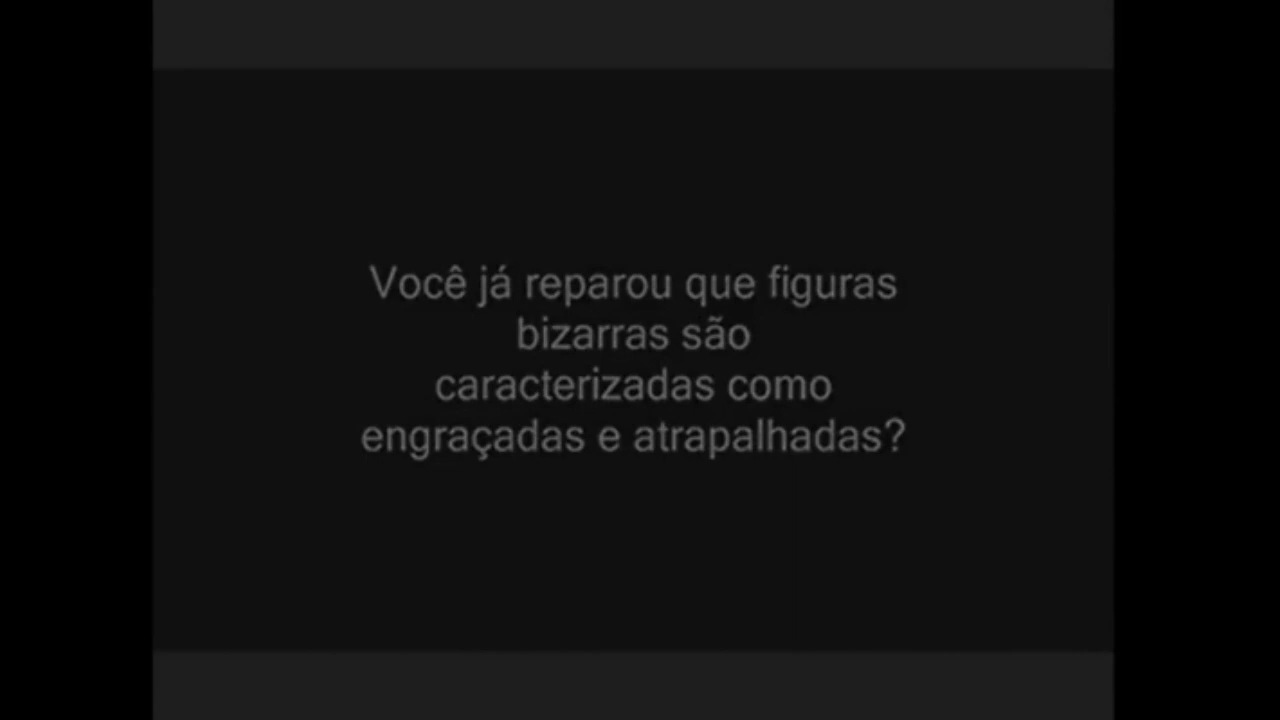 Você já reparou que figuras
bizarras são
caracterizadas como
engraçadas e atrapalhadas?